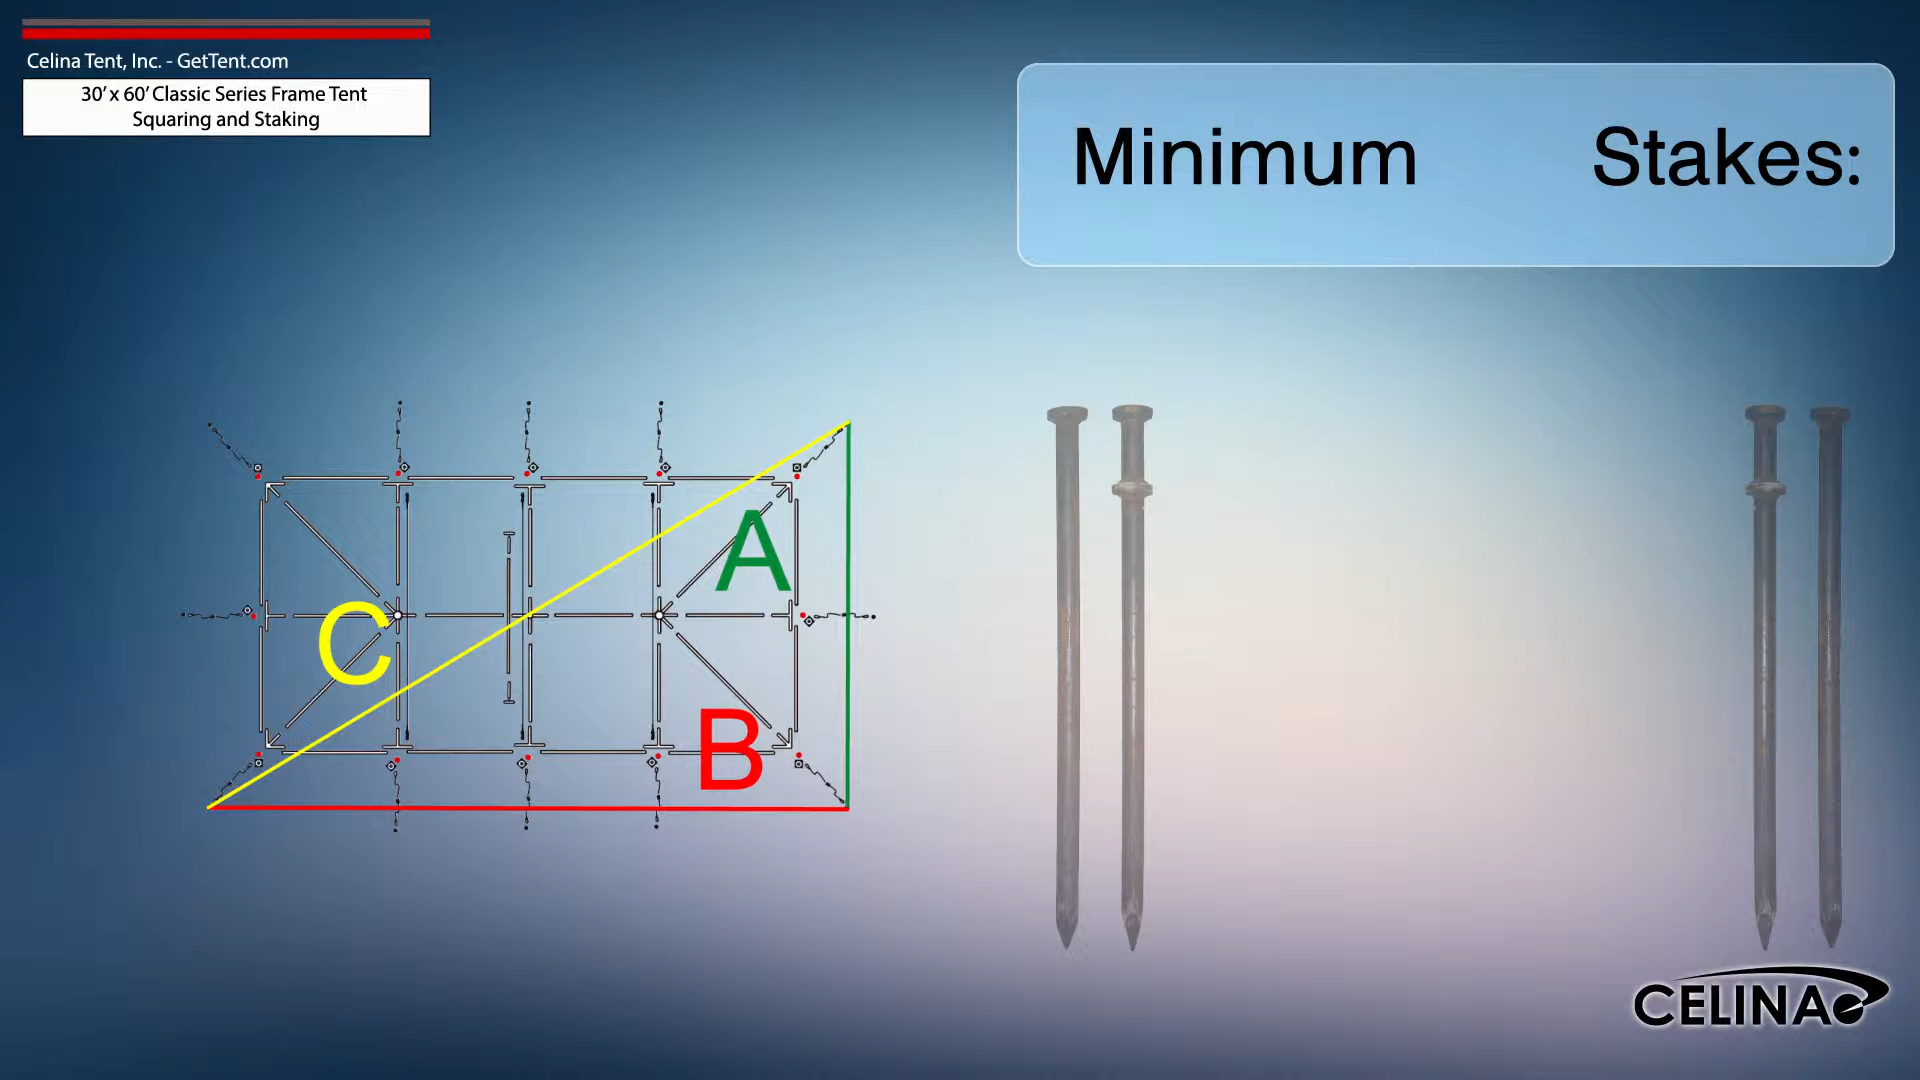 Celina Tent, Inc. - GetTent.com
30' x 60' Classic Series Frame Tent
Squaring and Staking
Minimum Stakes:
A
C
B
CELINA